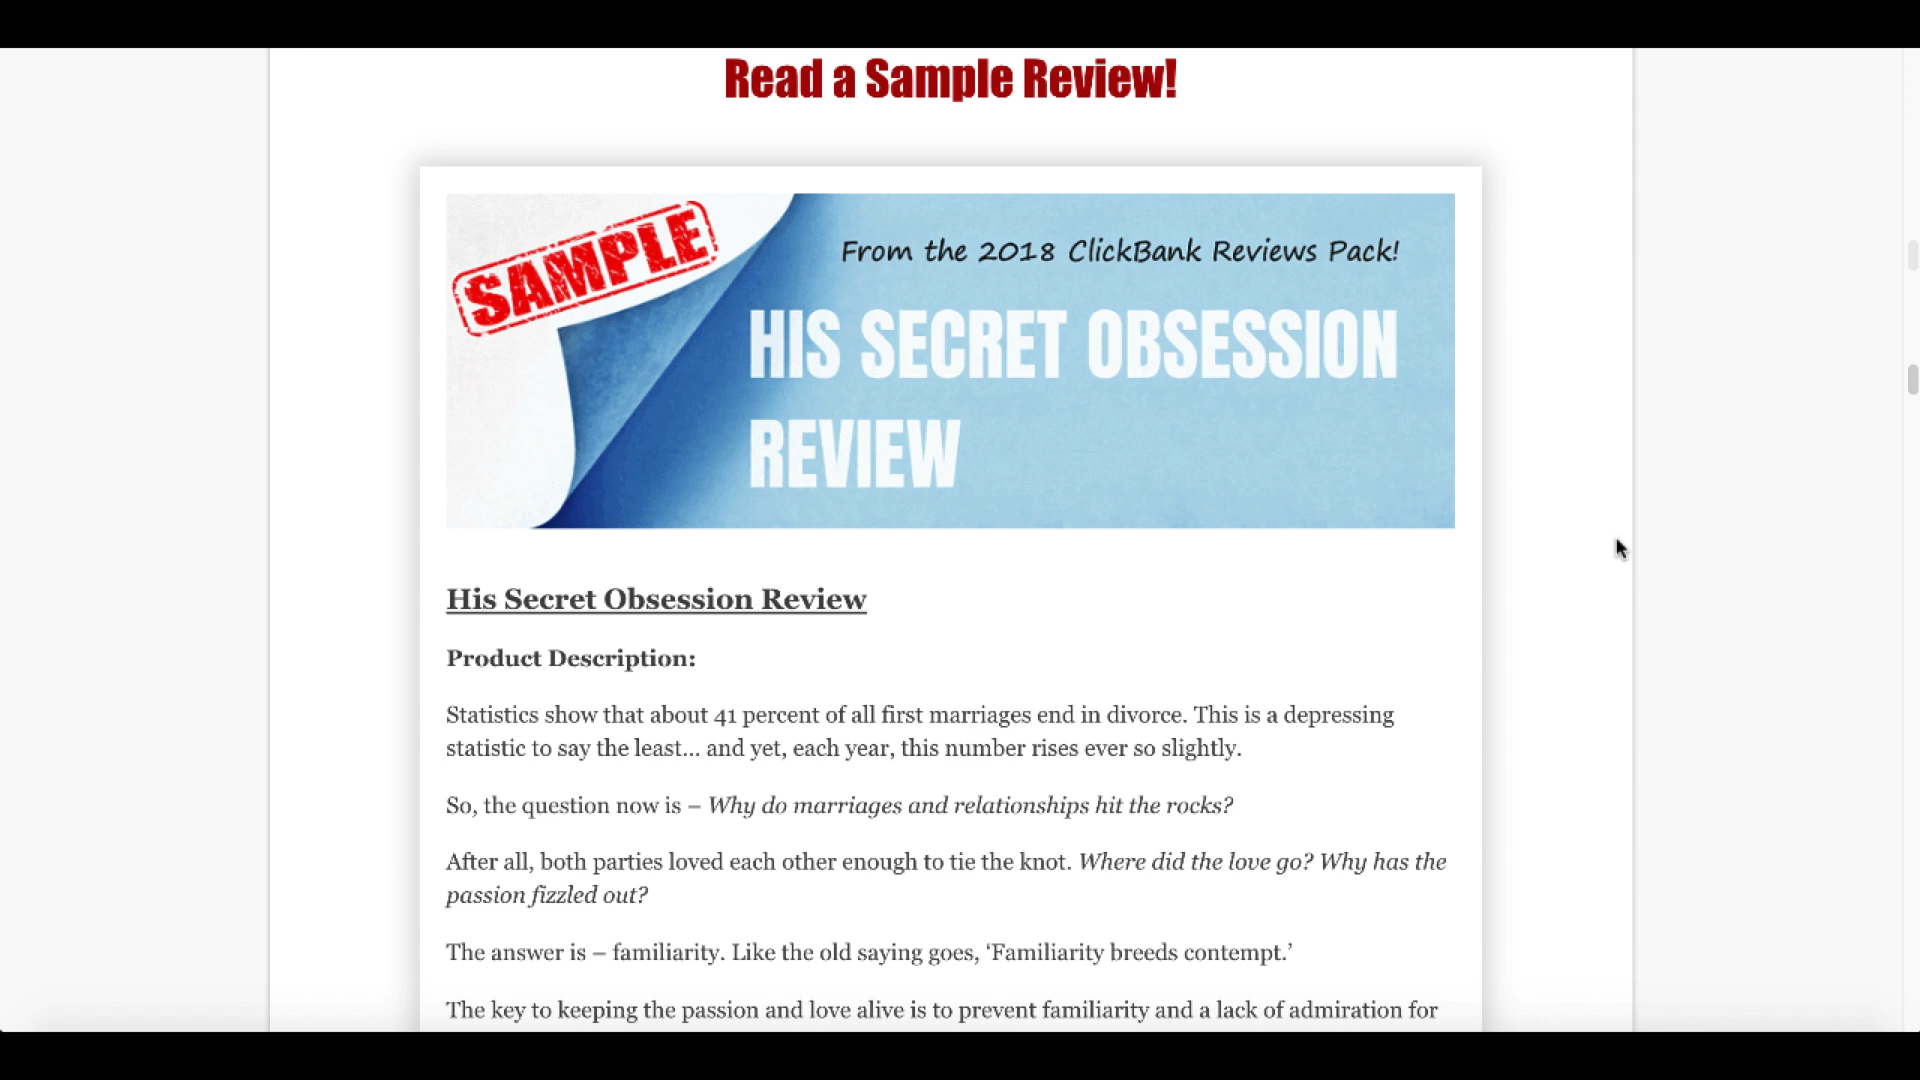 Read a Sample Review!
SAMPLE
From the 2018 ClickBank Reviews Pack!
HIS SECRET OBSESSION
REVIEW
His Secret Obsession Review
Product Description:
Statistics show that about 41 percent of all first marriages end in divorce. This is a depressing
statistic to say the least... and yet, each year, this number rises ever so slightly.
So, the question now is – Why do marriages and relationships hit the rocks?
After all, both parties loved each other enough to tie the knot. Where did the love go? Why has the
passion fizzled out?
The answer is – familiarity. Like the old saying goes, ‘Familiarity breeds contempt.’
The key to keeping the passion and love alive is to prevent familiarity and a lack of admiration for